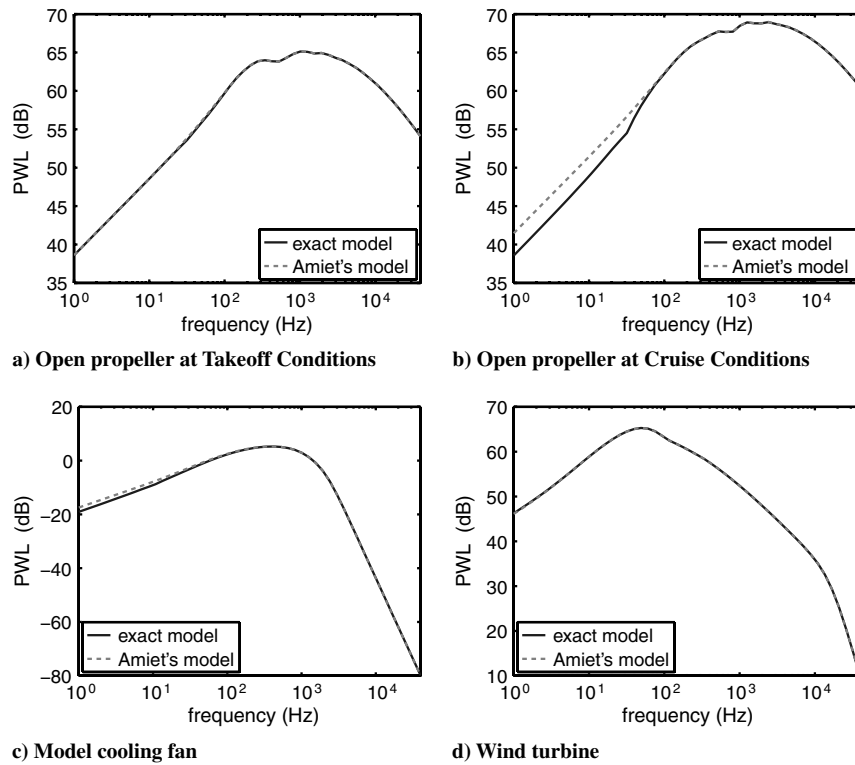 70
65
60
55
50
45
40
35
PWL (dB)
10^0 10^1 10^2 10^3 10^4
frequency (Hz)
exact model
Amiet's model
a) Open propeller at Takeoff Conditions
70
65
60
55
50
45
40
35
PWL (dB)
10^0 10^1 10^2 10^3 10^4
frequency (Hz)
exact model
Amiet's model
b) Open propeller at Cruise Conditions
20
0
−20
−40
−60
−80
PWL (dB)
10^0 10^1 10^2 10^3 10^4
frequency (Hz)
exact model
Amiet's model
c) Model cooling fan
70
60
50
40
30
60
10
PWL (dB)
10^0 10^1 10^2 10^3 10^4
frequency (Hz)
exact model
Amiet's model
d) Wind turbine